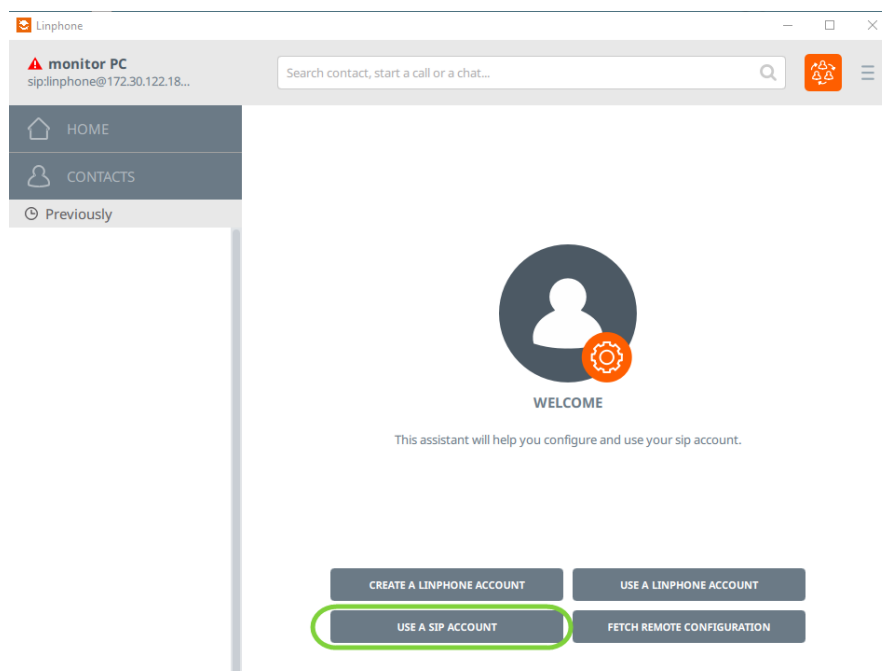 Linphone
monitor PC
sip:linphone@172.30.122.18...
Search contact, start a call or a chat...
HOME
CONTACTS
Previously
WELCOME
This assistant will help you configure and use your sip account.
CREATE A LINPHONE ACCOUNT
USE A LINPHONE ACCOUNT
USE A SIP ACCOUNT
FETCH REMOTE CONFIGURATION